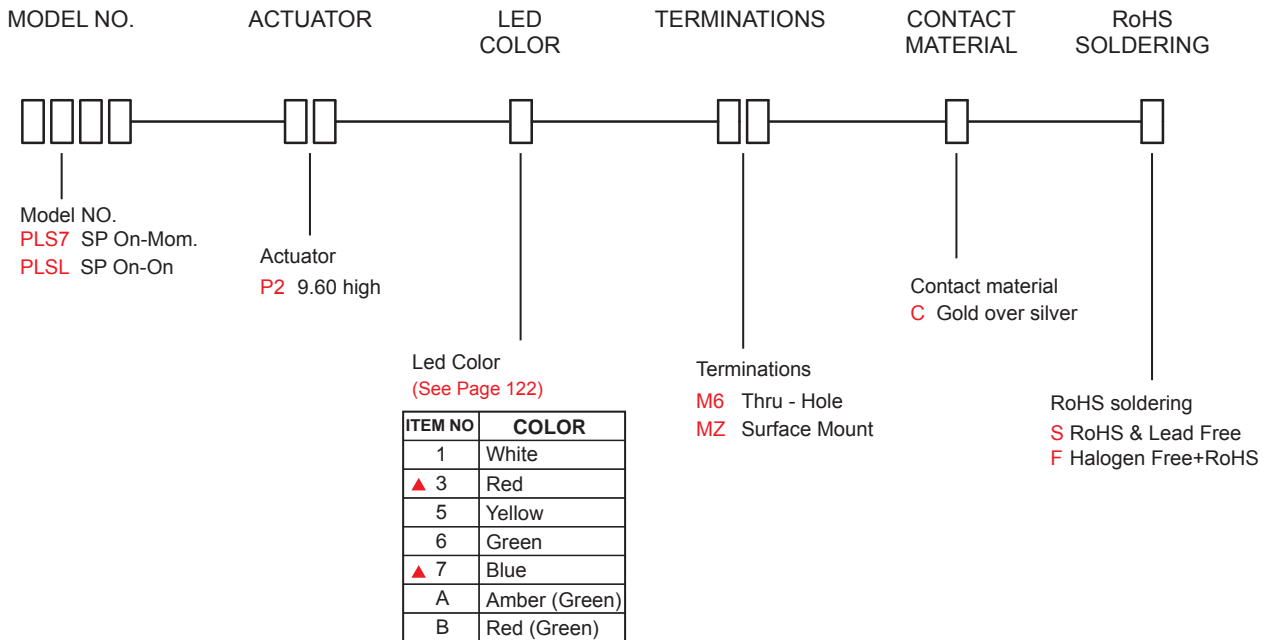 MODEL NO.
ACTUATOR
LED
COLOR
TERMINATIONS
CONTACT
MATERIAL
RoHS
SOLDERING
Model NO.
PLS7 SP On-Mom.
PLSL SP On-On
Actuator
P2 9.60 high
Led Color
(See Page 122)
ITEM NO COLOR
1 White
▲ 3 Red
5 Yellow
6 Green
▲ 7 Blue
A Amber (Green)
B Red (Green)
Terminations
M6 Thru - Hole
MZ Surface Mount
Contact material
C Gold over silver
RoHS soldering
S RoHS & Lead Free
F Halogen Free+RoHS